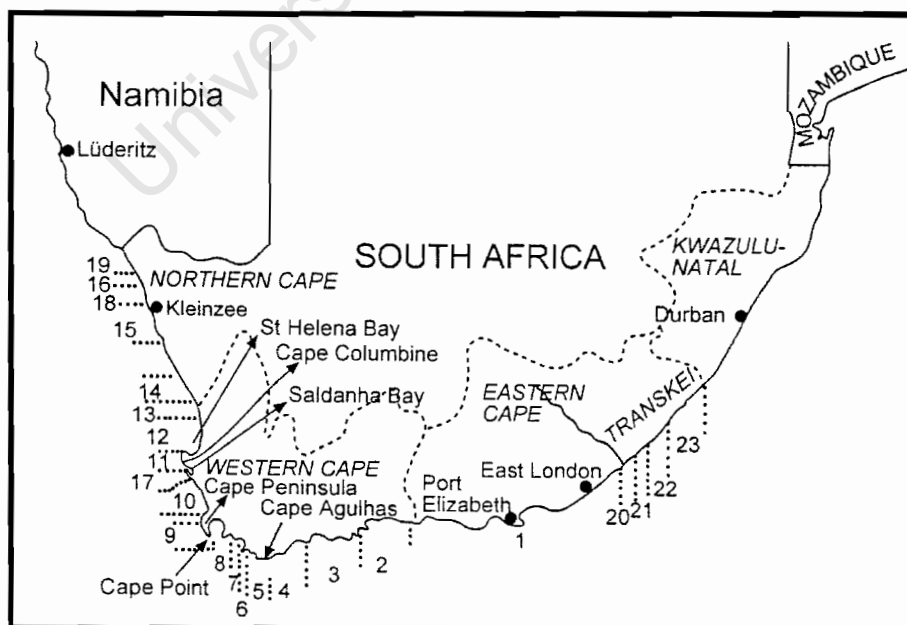 Univers
Namibia
MOZAMBIQUE
Lüderitz
SOUTH AFRICA
KWAZULU-
NATAL
19
NORTHERN CAPE
16
18
Kleinzee
Durban
15
St Helena Bay
Cape Columbine
14
Saldanha Bay
EASTERN
CAPE
TRANSKEI
13
12
23
11
WESTERN CAPE
17
Cape Peninsula
Port
Elizabeth
East London
22
10
Cape Agulhas
21
20
9
1
8
2
3
7
5
4
Cape Point
6